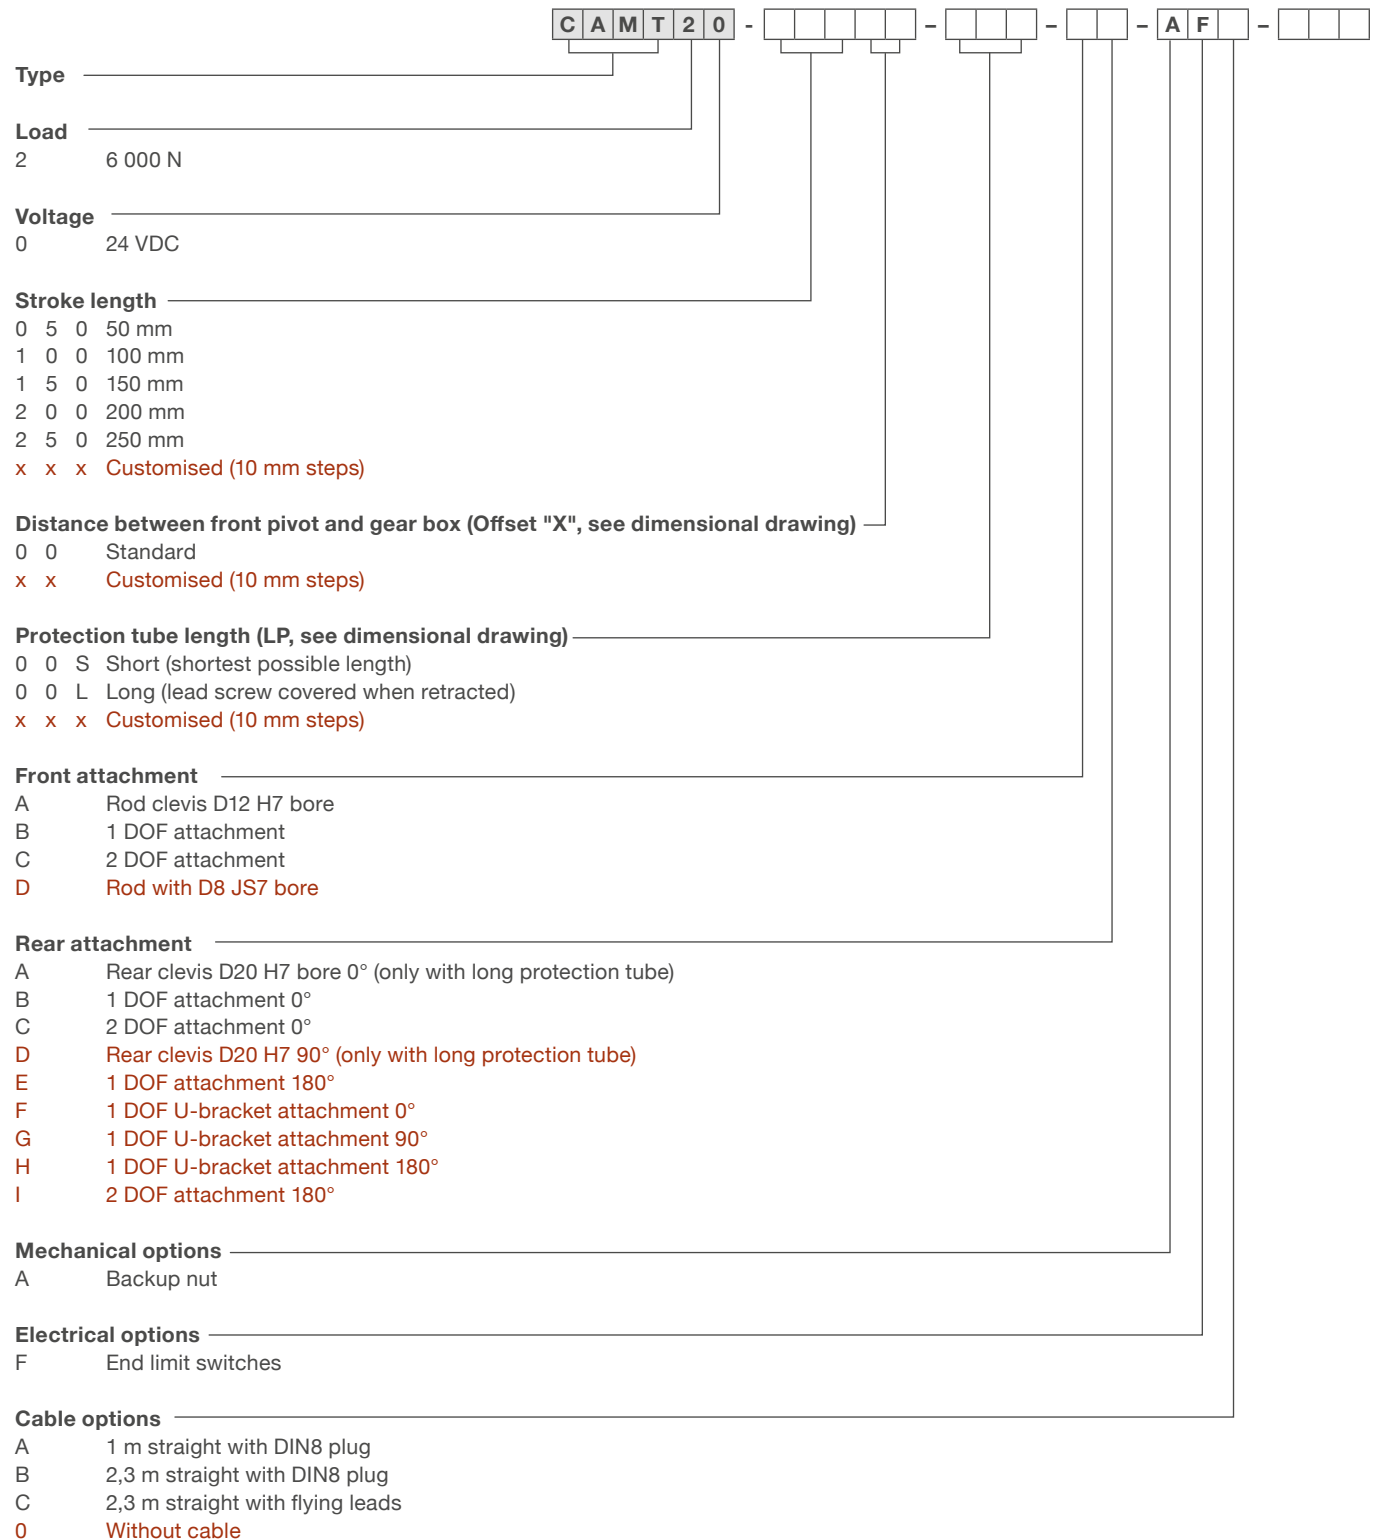 C A M T 2 0 - – – – A F –
Type
Load
2 6 000 N
Voltage
0 24 VDC
Stroke length
0 5 0 50 mm
1 0 0 100 mm
1 5 0 150 mm
2 0 0 200 mm
2 5 0 250 mm
x x x Customised (10 mm steps)
Distance between front pivot and gear box (Offset "X", see dimensional drawing)
0 0 Standard
x x Customised (10 mm steps)
Protection tube length (LP, see dimensional drawing)
0 0 S Short (shortest possible length)
0 0 L Long (lead screw covered when retracted)
x x x Customised (10 mm steps)
Front attachment
A Rod clevis D12 H7 bore
B 1 DOF attachment
C 2 DOF attachment
D Rod with D8 JS7 bore
Rear attachment
A Rear clevis D20 H7 bore 0° (only with long protection tube)
B 1 DOF attachment 0°
C 2 DOF attachment 0°
D Rear clevis D20 H7 90° (only with long protection tube)
E 1 DOF attachment 180°
F 1 DOF U-bracket attachment 0°
G 1 DOF U-bracket attachment 90°
H 1 DOF U-bracket attachment 180°
I 2 DOF attachment 180°
Mechanical options
A Backup nut
Electrical options
F End limit switches
Cable options
A 1 m straight with DIN8 plug
B 2,3 m straight with DIN8 plug
C 2,3 m straight with flying leads
0 Without cable